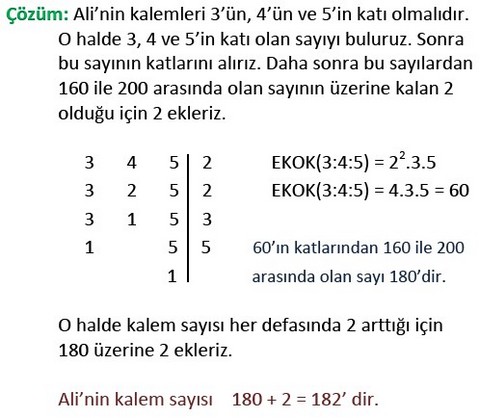 Çözüm: Ali’nin kalemleri 3’ün, 4’ün ve 5’in katı olmalıdır.
O halde 3, 4 ve 5’in katı olan sayıyı buluruz. Sonra
bu sayının katlarını alırız. Daha sonra bu sayılardan
160 ile 200 arasında olan sayının üzerine kalan 2
olduğu için 2 ekleriz.
3 4 5 | 2 EKOK(3:4:5) = 2².3.5
3 2 5 | 2 EKOK(3:4:5) = 4.3.5 = 60
3 1 5 | 3
1 5 | 5 60’ın katlarından 160 ile 200
1 | arasında olan sayı 180’dir.
O halde kalem sayısı her defasında 2 arttığı için
180 üzerine 2 ekleriz.
Ali’nin kalem sayısı 180 + 2 = 182’ dir.